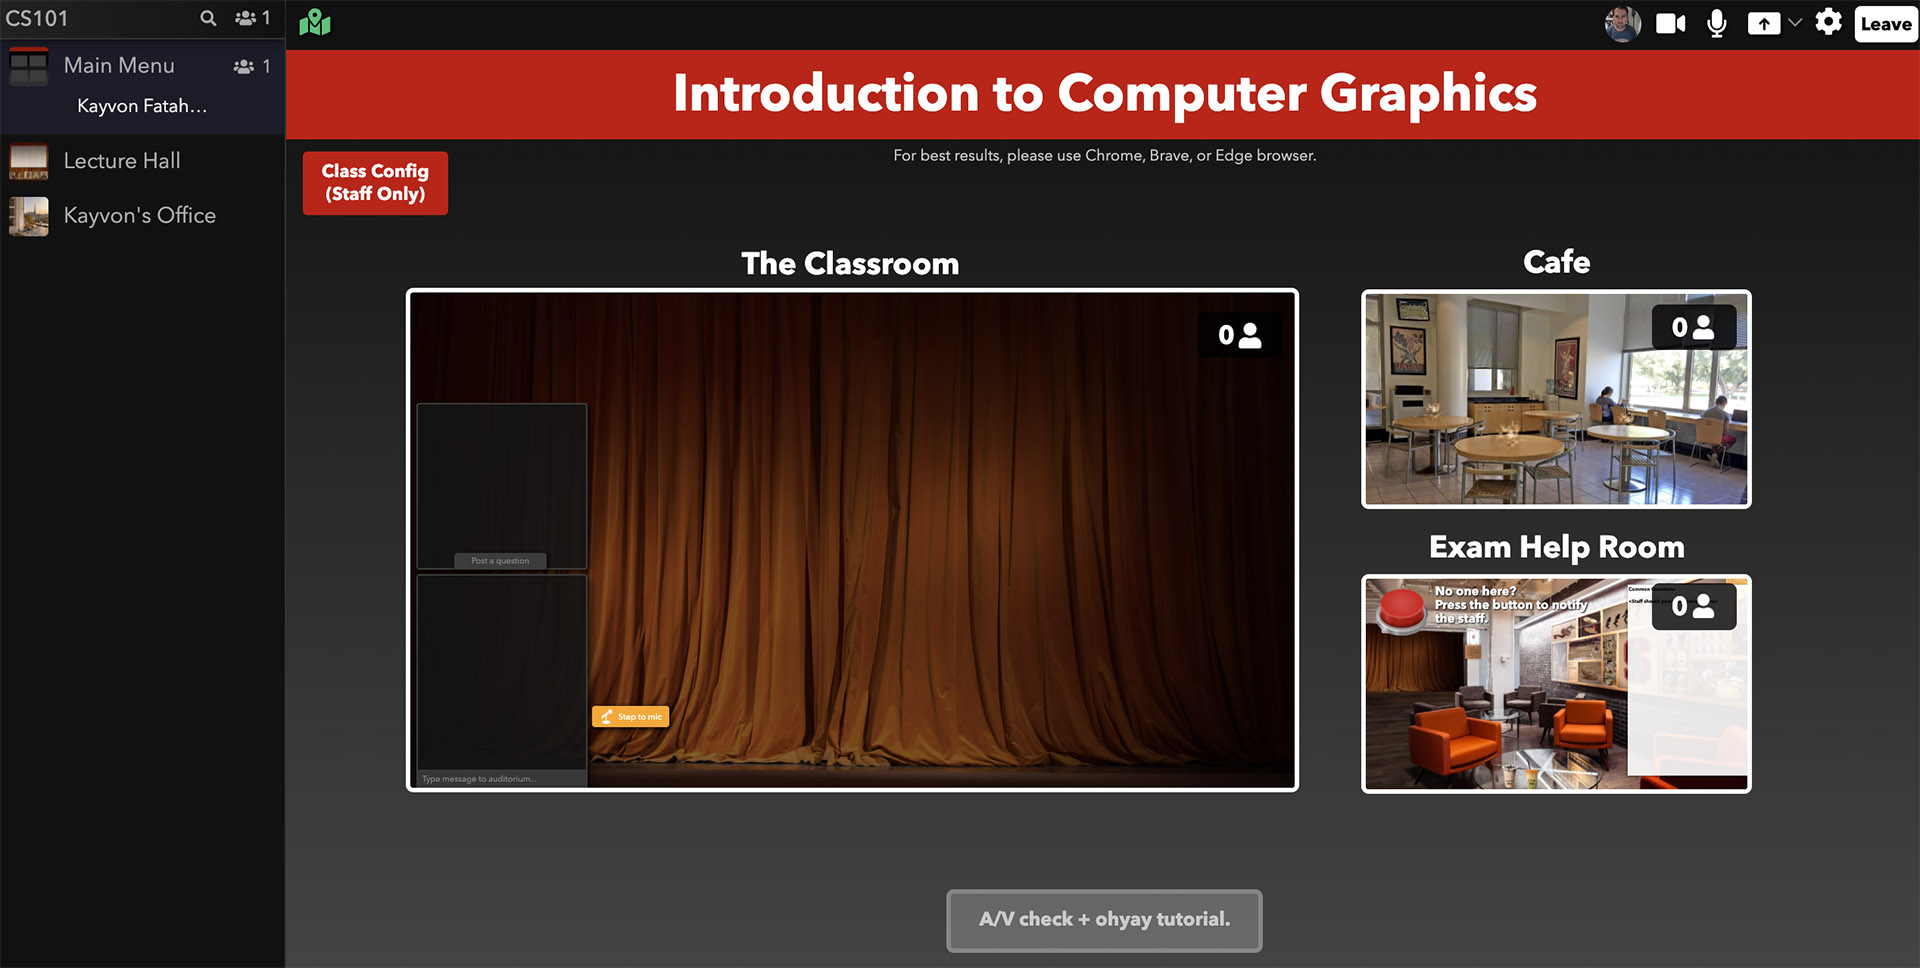 CS101
1
Main Menu
1
Kayvon Fatah...
Lecture Hall
Kayvon's Office
Leave
Introduction to Computer Graphics
For best results, please use Chrome, Brave, or Edge browser.
Class Config
(Staff Only)
The Classroom
0
Post a question
Step to mic
Type message to auditorium...
Cafe
0
Exam Help Room
No one here?
Press the button to notify
the staff.
0
A/V check + ohyay tutorial.